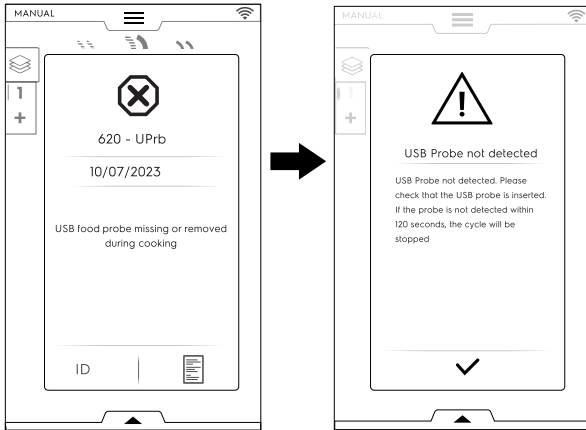 MANUAL
1
+
620 - UPrb
10/07/2023
USB food probe missing or removed
during cooking
ID
MANUAL
1
+
USB Probe not detected
USB Probe not detected. Please
check that the USB probe is inserted.
If the probe is not detected within
120 seconds, the cycle will be
stopped